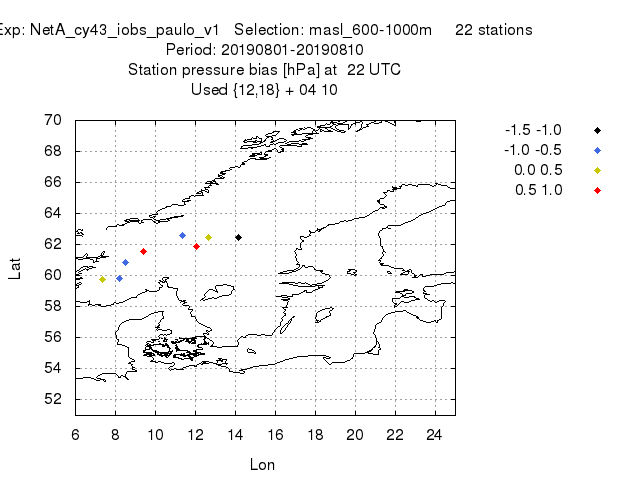 Exp: NetA_cy43_iobs_paulo_v1 Selection: masl_600-1000m 22 stations
Period: 20190801-20190810
Station pressure bias [hPa] at 22 UTC
Used {12,18} + 04 10
70
68
66
64
62
60
58
56
54
52
6 8 10 12 14 16 18 20 22 24
Lat
Lon
-1.5 -1.0
-1.0 -0.5
0.0 0.5
0.5 1.0